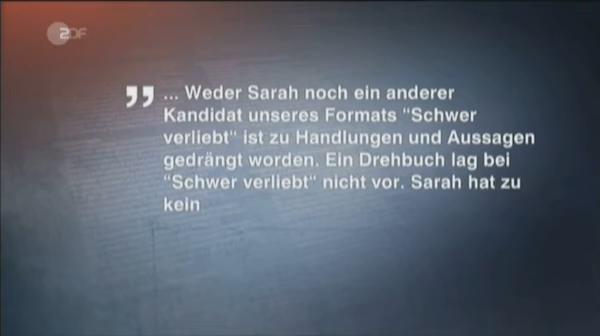 ZDF
„ ... Weder Sarah noch ein anderer
Kandidat unseres Formats “Schwer
verliebt“ ist zu Handlungen und Aussagen
gedrängt worden. Ein Drehbuch lag bei
“Schwer verliebt“ nicht vor. Sarah hat zu
kein